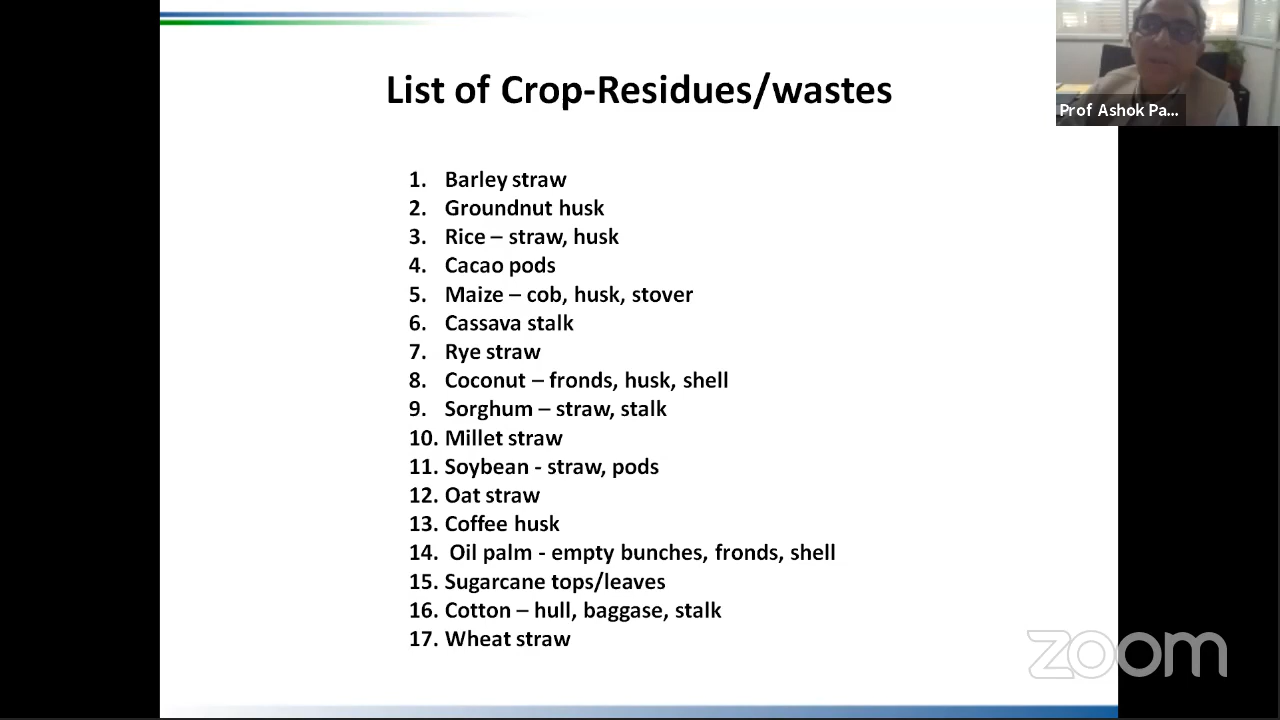 List of Crop-Residues/wastes
Prof Ashok Pa...
1. Barley straw
2. Groundnut husk
3. Rice – straw, husk
4. Cacao pods
5. Maize – cob, husk, stover
6. Cassava stalk
7. Rye straw
8. Coconut – fronds, husk, shell
9. Sorghum – straw, stalk
10. Millet straw
11. Soybean - straw, pods
12. Oat straw
13. Coffee husk
14. Oil palm - empty bunches, fronds, shell
15. Sugarcane tops/leaves
16. Cotton – hull, baggase, stalk
17. Wheat straw
zoom